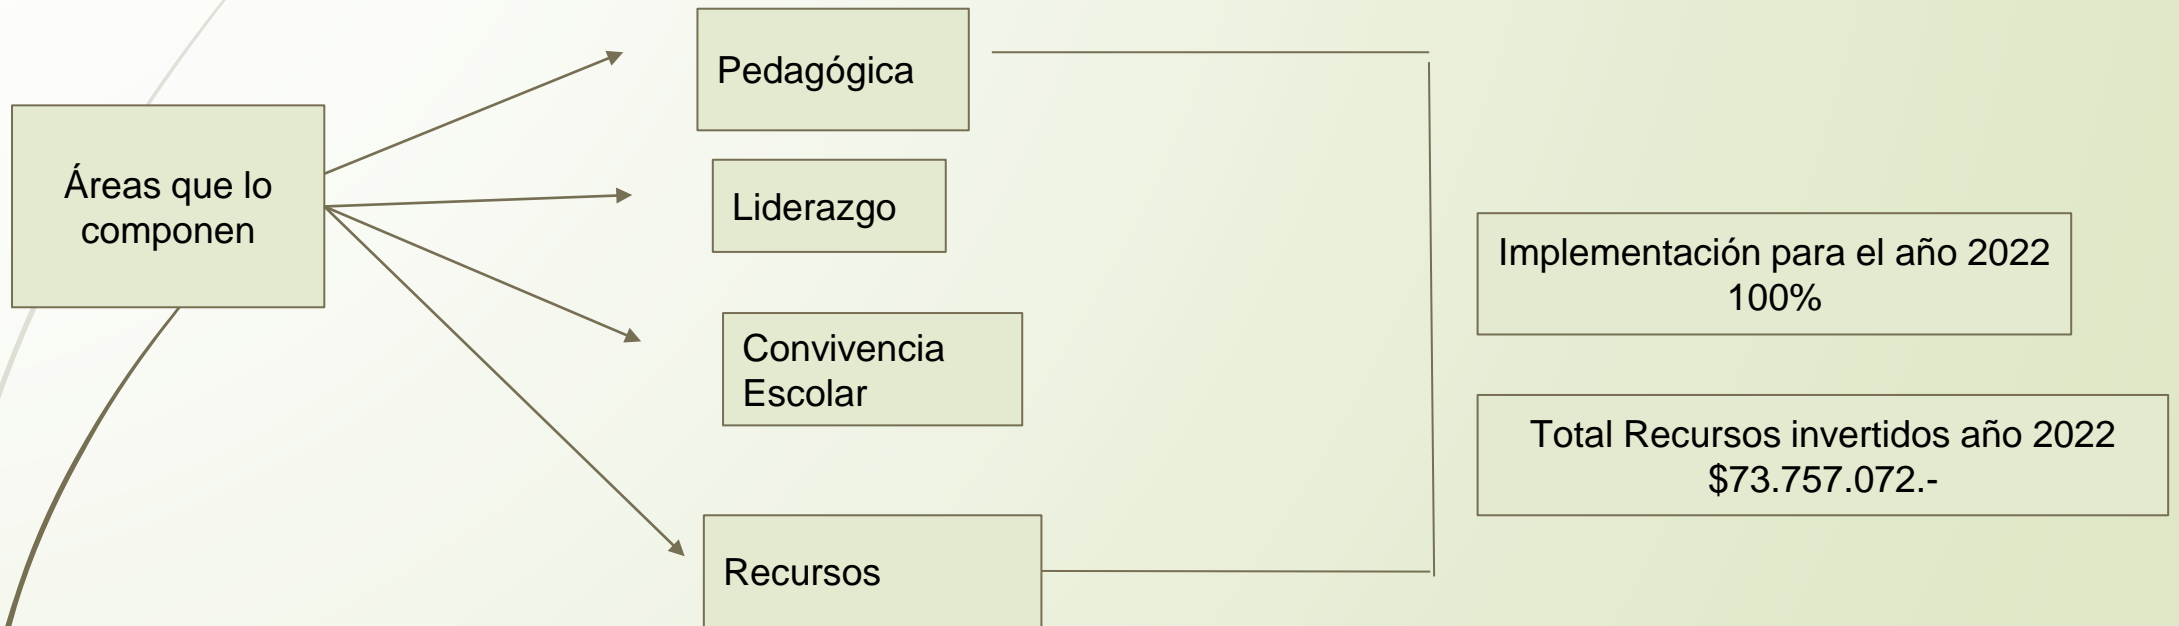 Áreas que lo
componen
Pedagógica
Liderazgo
Convivencia
Escolar
Recursos
Implementación para el año 2022
100%
Total Recursos invertidos año 2022
$73.757.072.-